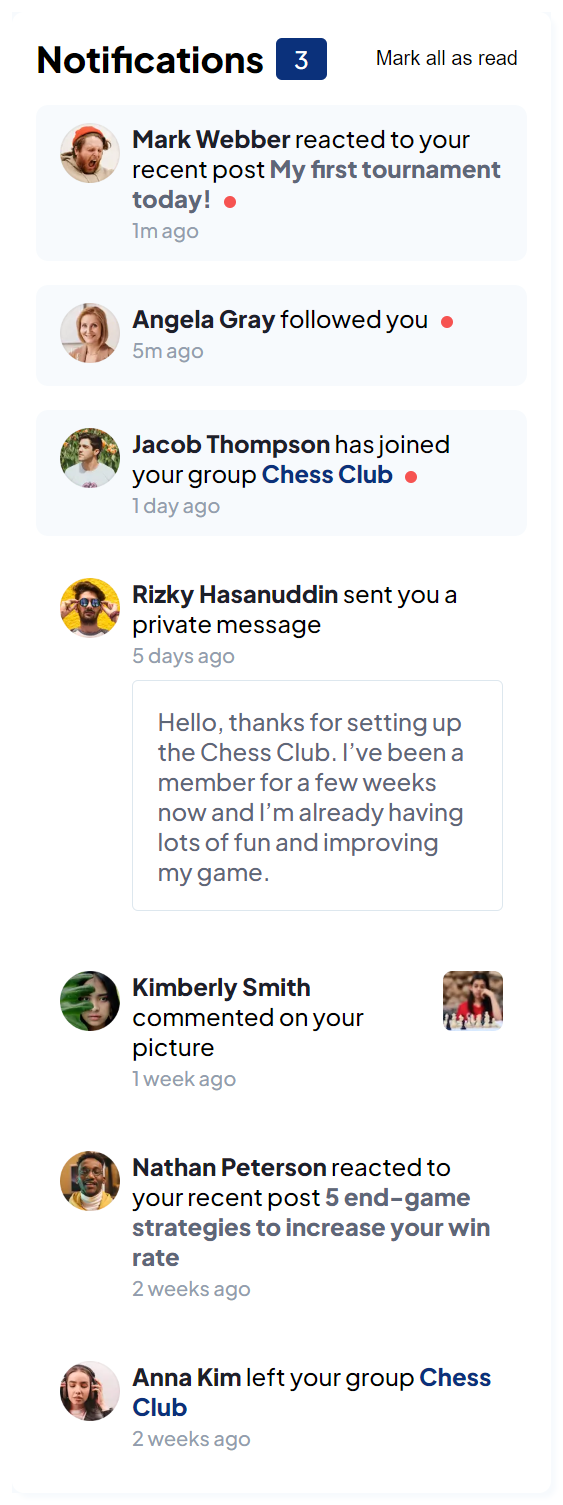 Notifications 3 Mark all as read
Mark Webber reacted to your
recent post My first tournament
today!
1m ago
Angela Gray followed you
5m ago
Jacob Thompson has joined
your group Chess Club
1 day ago
Rizky Hasanuddin sent you a
private message
5 days ago
Hello, thanks for setting up
the Chess Club. I’ve been a
member for a few weeks
now and I’m already having
lots of fun and improving
my game.
Kimberly Smith
commented on your
picture
1 week ago
Nathan Peterson reacted to
your recent post 5 end-game
strategies to increase your win
rate
2 weeks ago
Anna Kim left your group Chess
Club
2 weeks ago